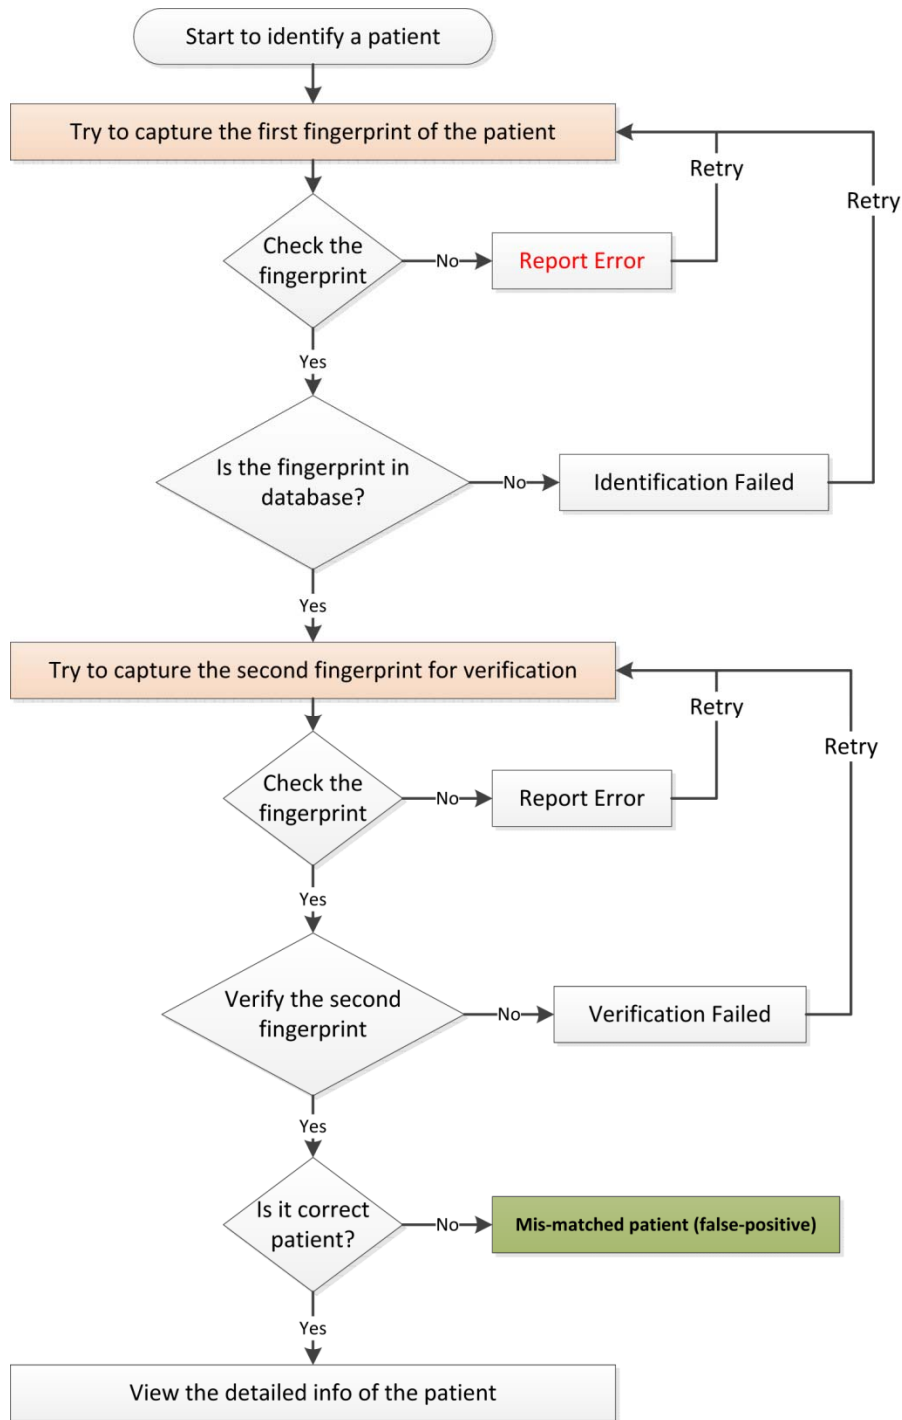 Start to identify a patient
Try to capture the first fingerprint of the patient
Retry
Retry
Check the
fingerprint
No
Report Error
Yes
Is the fingerprint in
database?
No
Identification Failed
Yes
Try to capture the second fingerprint for verification
Retry
Retry
Check the
fingerprint
No
Report Error
Yes
Verify the second
fingerprint
No
Verification Failed
Yes
Is it correct
patient?
No
Mis-matched patient (false-positive)
Yes
View the detailed info of the patient